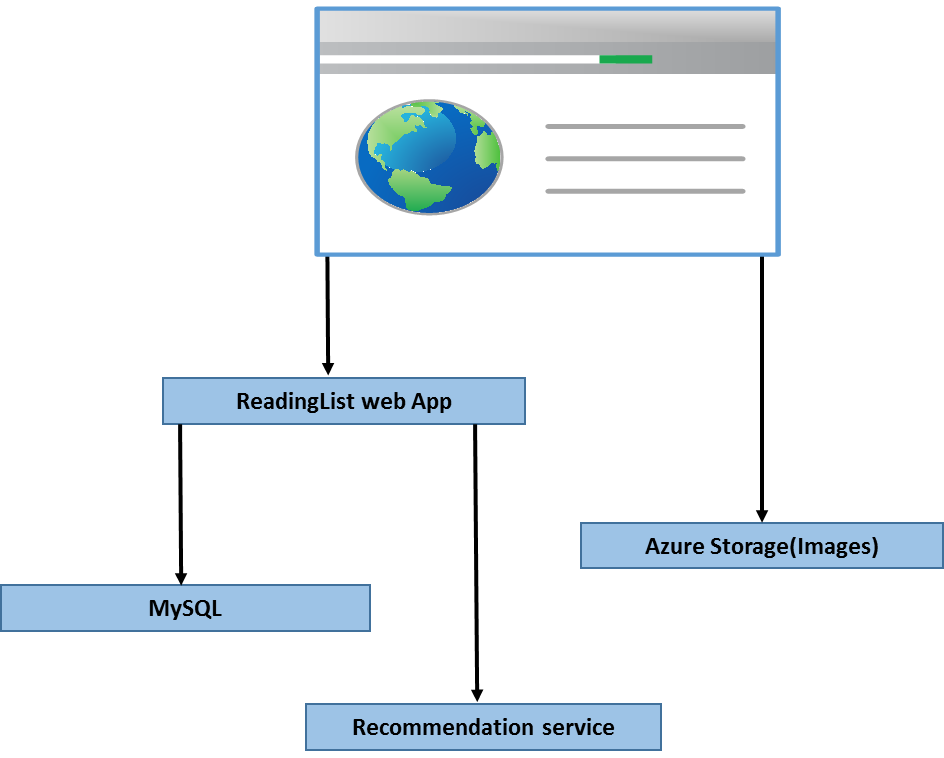 ReadingList web App
Azure Storage(Images)
MySQL
Recommendation service